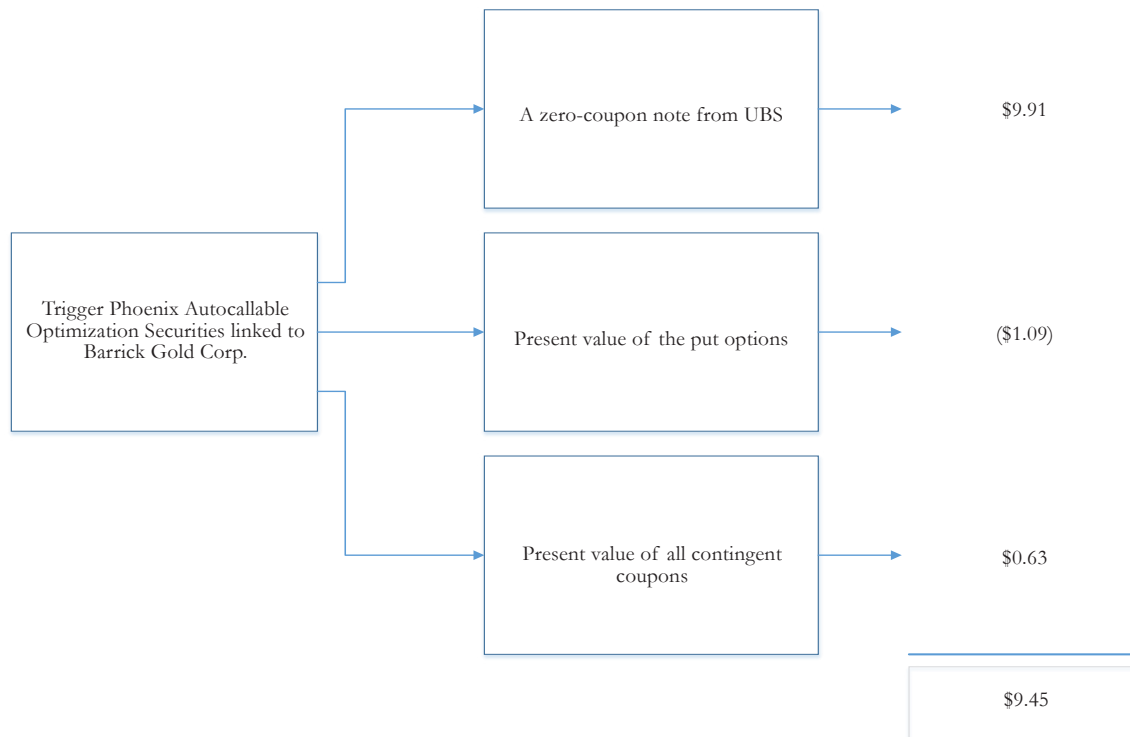 A zero-coupon note from UBS
$9.91
Trigger Phoenix Autocallable
Optimization Securities linked to
Barrick Gold Corp.
Present value of the put options
($1.09)
Present value of all contingent
coupons
$0.63
$9.45